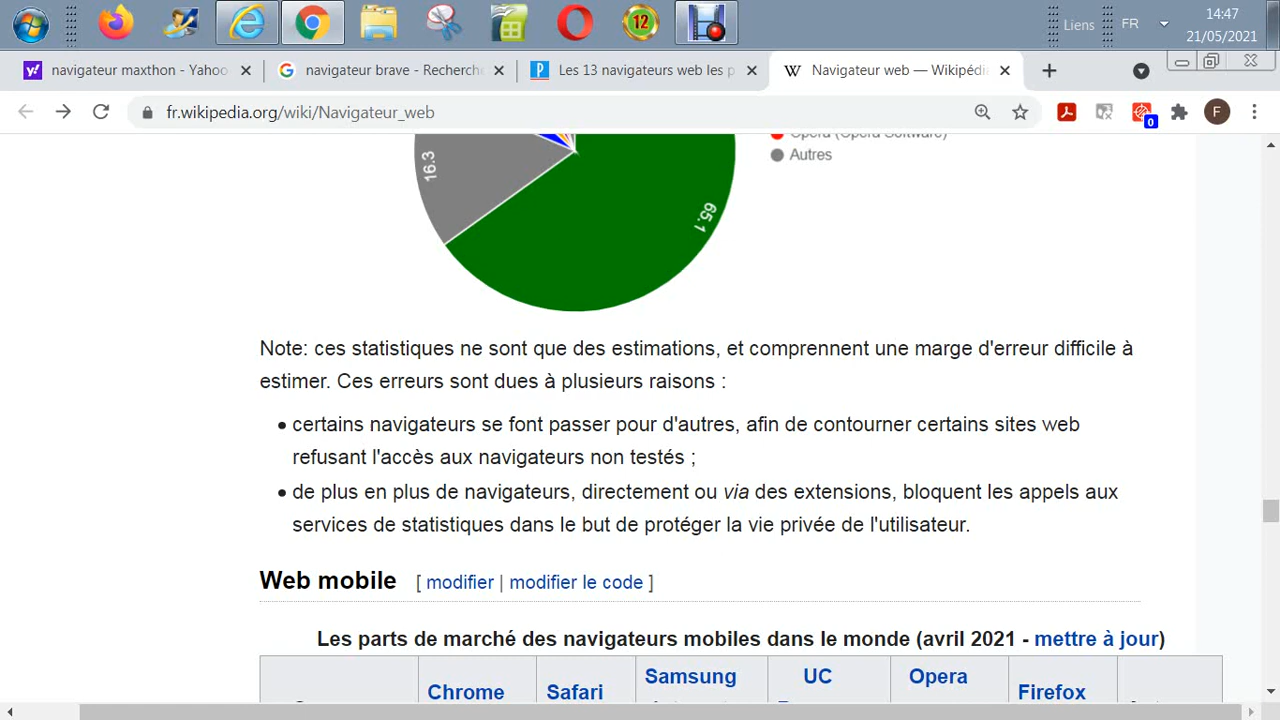 12
Liens
FR
14:47
21/05/2021
navigateur maxthon - Yahoo
navigateur brave - Recherche
Les 13 navigateurs web les p
Navigateur web — Wikipédi
fr.wikipedia.org/wiki/Navigateur_web
0
F
Opera (Opera Software)
Autres
16.3
65.1
Note: ces statistiques ne sont que des estimations, et comprennent une marge d'erreur difficile à
estimer. Ces erreurs sont dues à plusieurs raisons :
certains navigateurs se font passer pour d'autres, afin de contourner certains sites web
refusant l'accès aux navigateurs non testés ;
de plus en plus de navigateurs, directement ou via des extensions, bloquent les appels aux
services de statistiques dans le but de protéger la vie privée de l'utilisateur.
Web mobile [ modifier | modifier le code ]
Les parts de marché des navigateurs mobiles dans le monde (avril 2021 - mettre à jour)
Samsung UC Opera
Chrome Safari Firefox